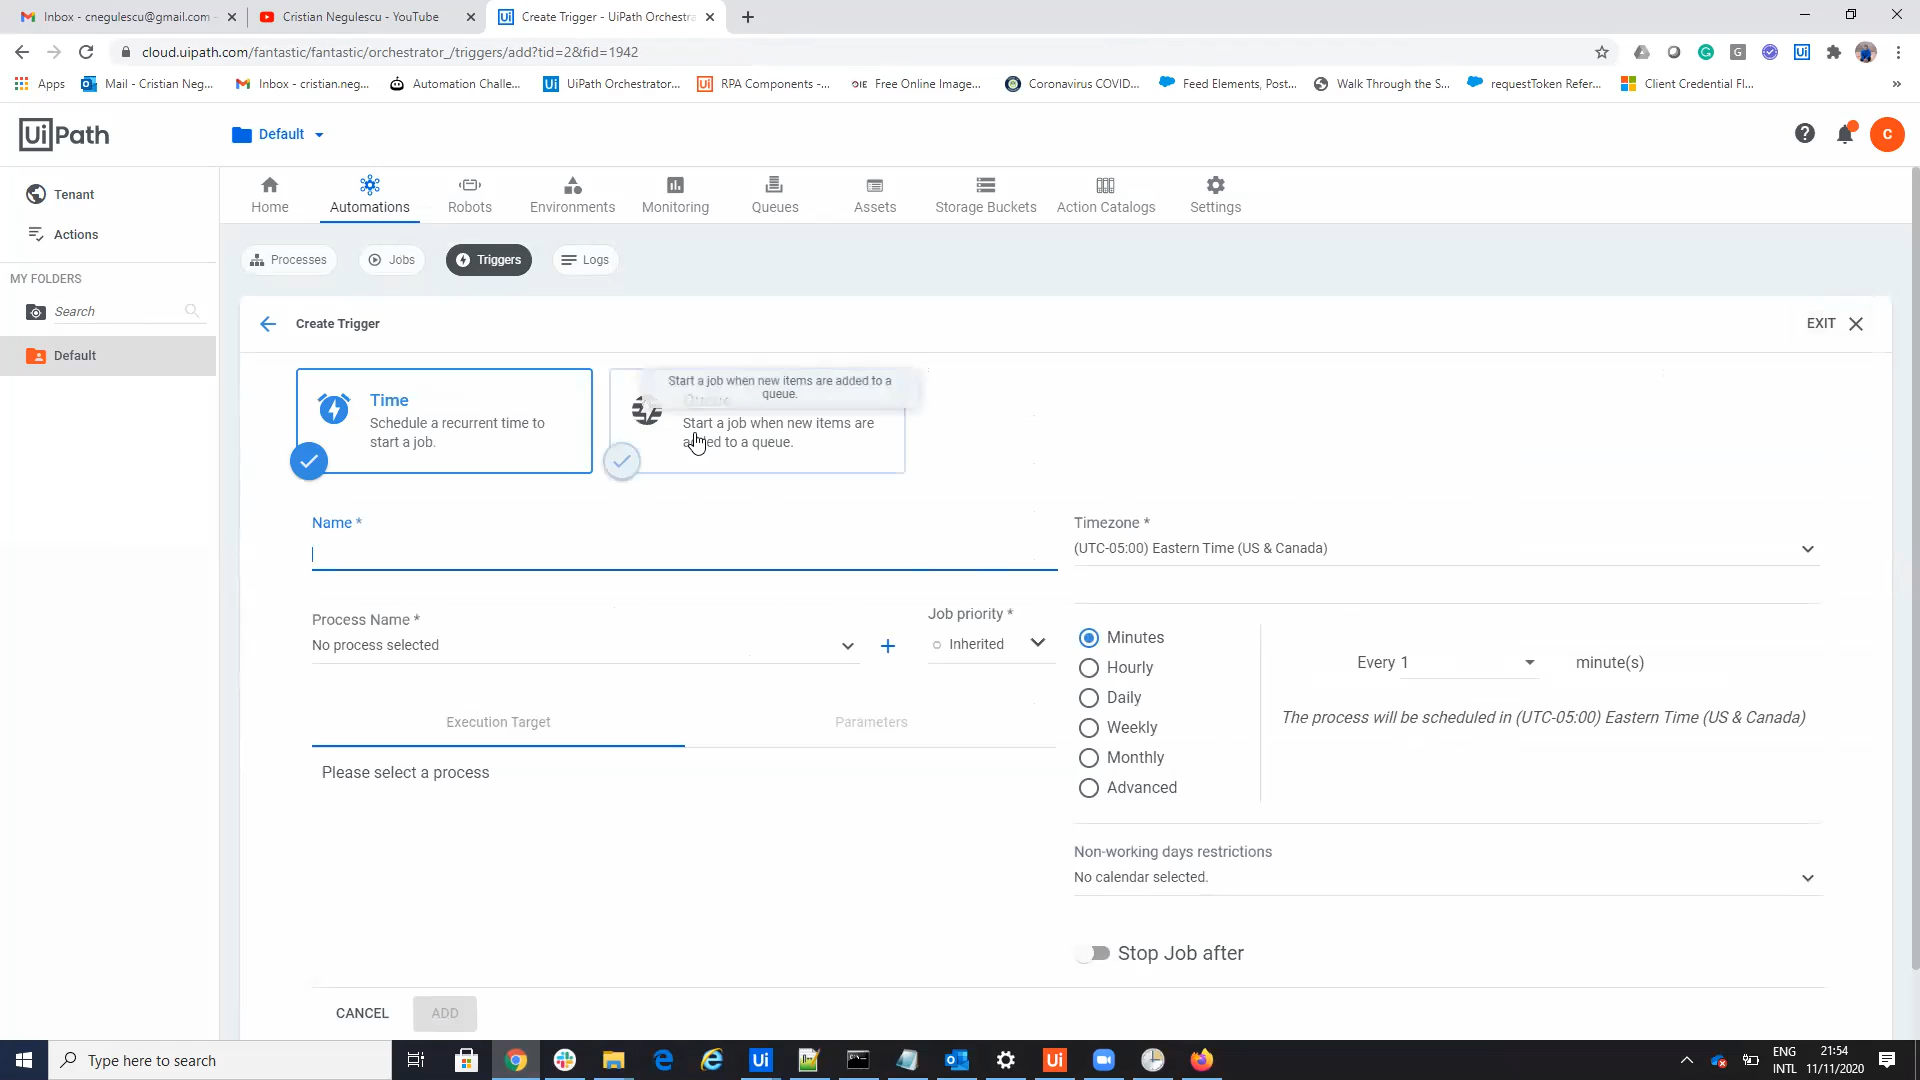 Inbox - cnegulescu@gmail.com
Cristian Negulescu - YouTube
Ui
Create Trigger - UiPath Orchestra
cloud.uipath.com/fantastic/fantastic/orchestrator_/triggers/add?tid=2&fid=1942
Apps
Mail - Cristian Neg...
Inbox - cristian.neg...
Automation Challe...
UiPath Orchestrator...
RPA Components -...
Free Online Image...
Coronavirus COVID...
Feed Elements, Post...
Walk Through the S...
requestToken Refer...
Client Credential Fl...
»
UiPath
Default
C
Tenant
Actions
MY FOLDERS
Search
Default
Home
Automations
Robots
Environments
Monitoring
Queues
Assets
Storage Buckets
Action Catalogs
Settings
Processes
Jobs
Triggers
Logs
Create Trigger
EXIT
Time
Schedule a recurrent time to
start a job.
Start a job when new items are added to a
queue.
Queue
Start a job when new items are
added to a queue.
Name *
Timezone *
(UTC-05:00) Eastern Time (US & Canada)
Process Name *
No process selected
Job priority *
Inherited
Minutes
Hourly
Daily
Weekly
Monthly
Advanced
Every 1
minute(s)
The process will be scheduled in (UTC-05:00) Eastern Time (US & Canada)
Execution Target
Parameters
Please select a process
Non-working days restrictions
No calendar selected.
Stop Job after
CANCEL
ADD
Type here to search
Ui
Ui
ENG
INTL
21:54
11/11/2020